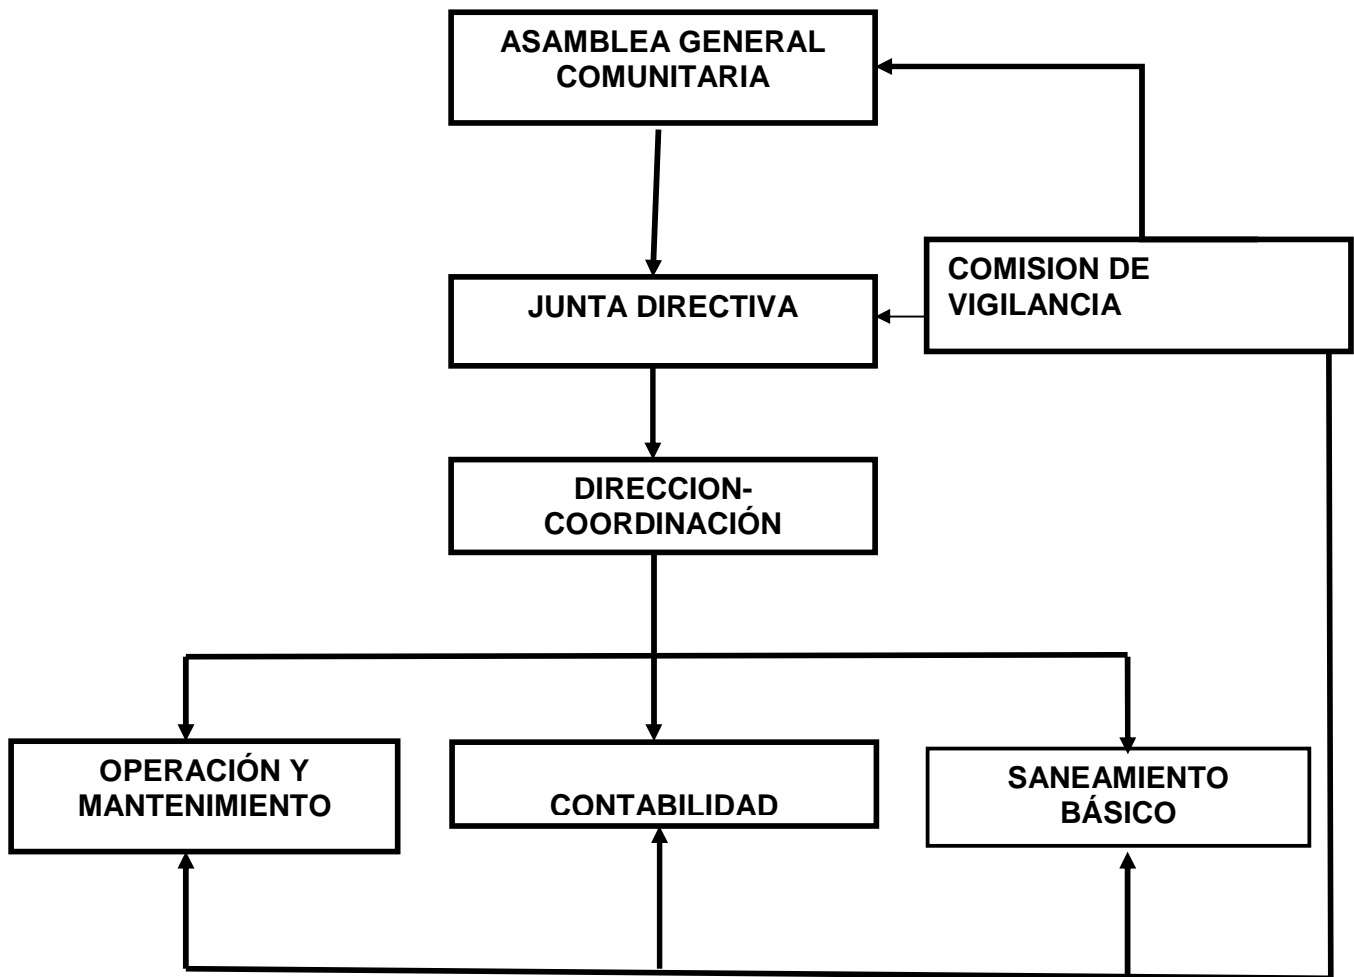 ASAMBLEA GENERAL
COMUNITARIA
COMISION DE
VIGILANCIA
JUNTA DIRECTIVA
DIRECCION-
COORDINACIÓN
OPERACIÓN Y
MANTENIMIENTO
CONTABILIDAD
SANEAMIENTO
BÁSICO